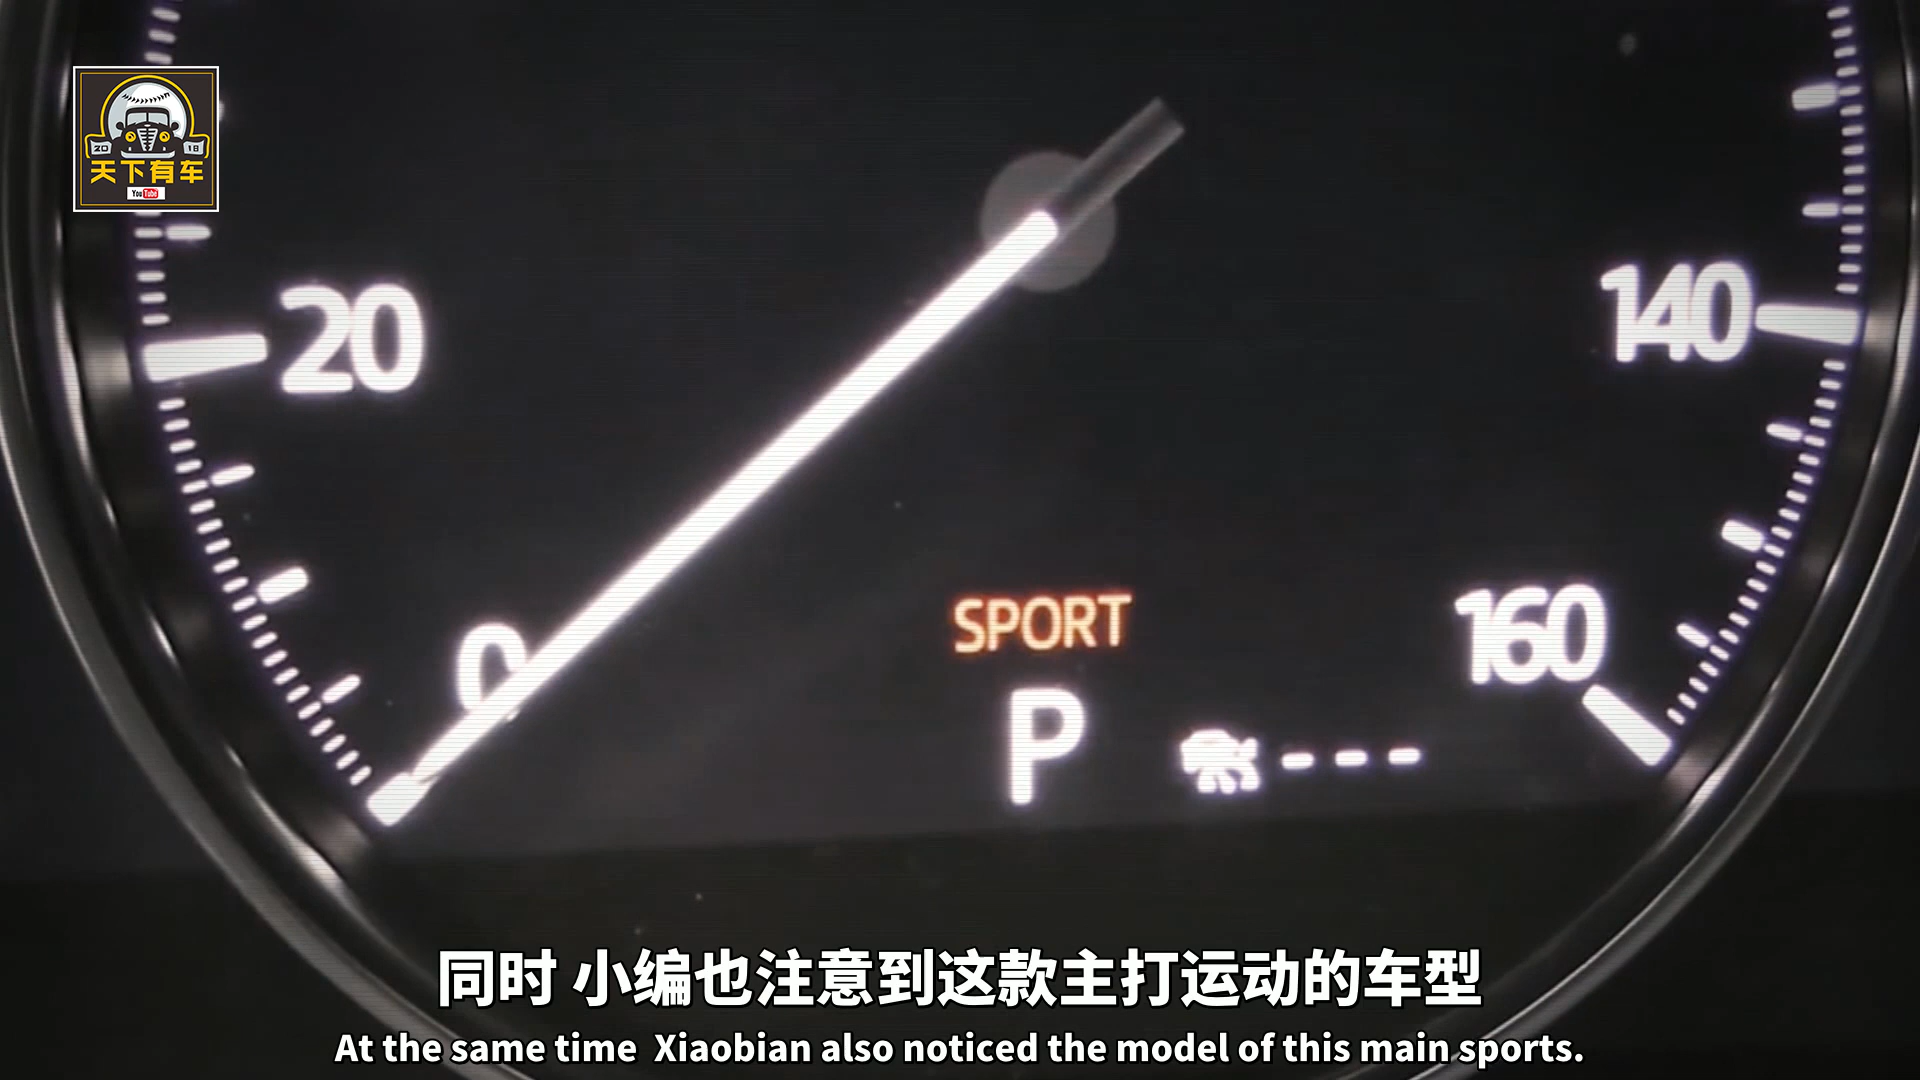 20 18
天下有车
YouTube
20
140
0
SPORT
160
P
---
同时 小编也注意到这款主打运动的车型
At the same time  Xiaobian also noticed the model of this main sports.